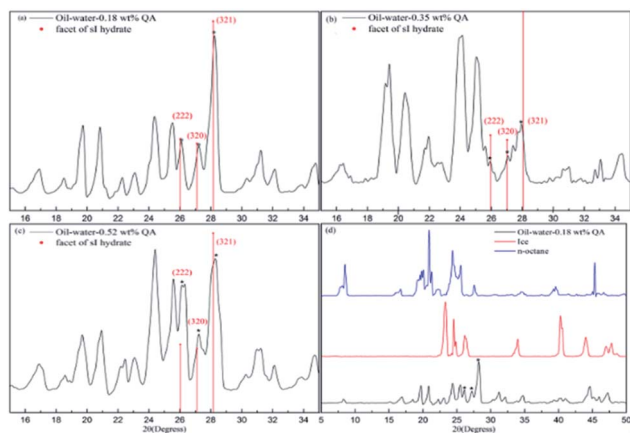 (a)
Oil-water-0.18 wt% QA
facet of sI hydrate
(321)
(222)
(320)
16 18 20 22 24 26 28 30 32 34
(b)
Oil-water-0.35 wt% QA
facet of sI hydrate
(222)
(320)
(321)
16 18 20 22 24 26 28 30 32 34
(c)
Oil-water-0.52 wt% QA
facet of sI hydrate
(321)
(222)
(320)
16 18 20 22 24 26 28 30 32 34
2θ(Degress)
(d)
Oil-water-0.18 wt% QA
Ice
n-octane
5 10 15 20 25 30 35 40 45 50
2θ(Degress)